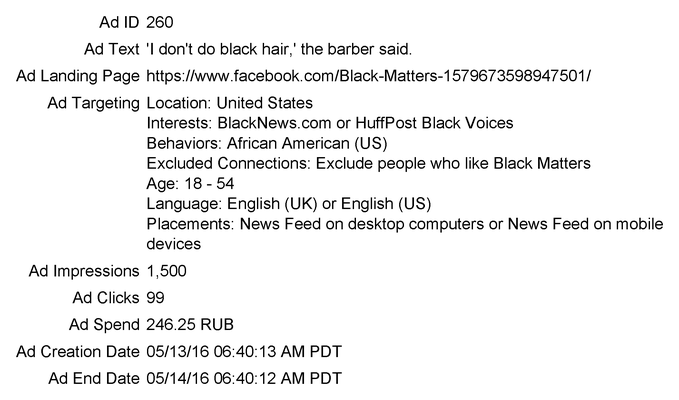 Ad ID 260
Ad Text 'I don't do black hair,' the barber said.
Ad Landing Page https://www.facebook.com/Black-Matters-1579673598947501/
Ad Targeting Location: United States
Interests: BlackNews.com or HuffPost Black Voices
Behaviors: African American (US)
Excluded Connections: Exclude people who like Black Matters
Age: 18 - 54
Language: English (UK) or English (US)
Placements: News Feed on desktop computers or News Feed on mobile
devices
Ad Impressions 1,500
Ad Clicks 99
Ad Spend 246.25 RUB
Ad Creation Date 05/13/16 06:40:13 AM PDT
Ad End Date 05/14/16 06:40:12 AM PDT